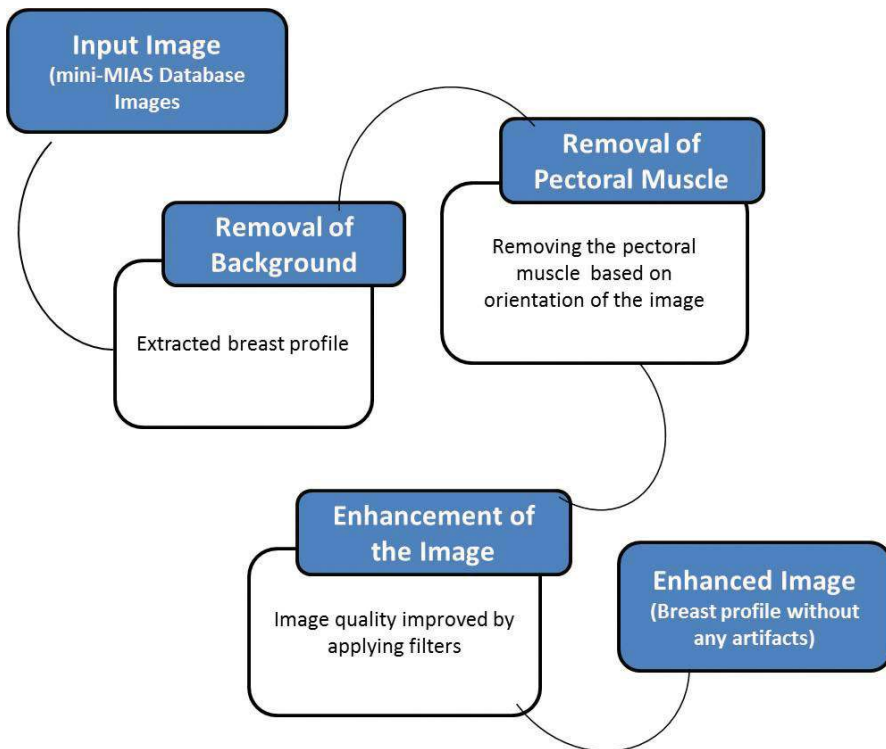 Input Image
(mini-MIAS Database
Images
Removal of
Background
Extracted breast profile
Removal of
Pectoral Muscle
Removing the pectoral
muscle based on
orientation of the image
Enhancement of
the Image
Image quality improved by
applying filters
Enhanced Image
(Breast profile without
any artifacts)